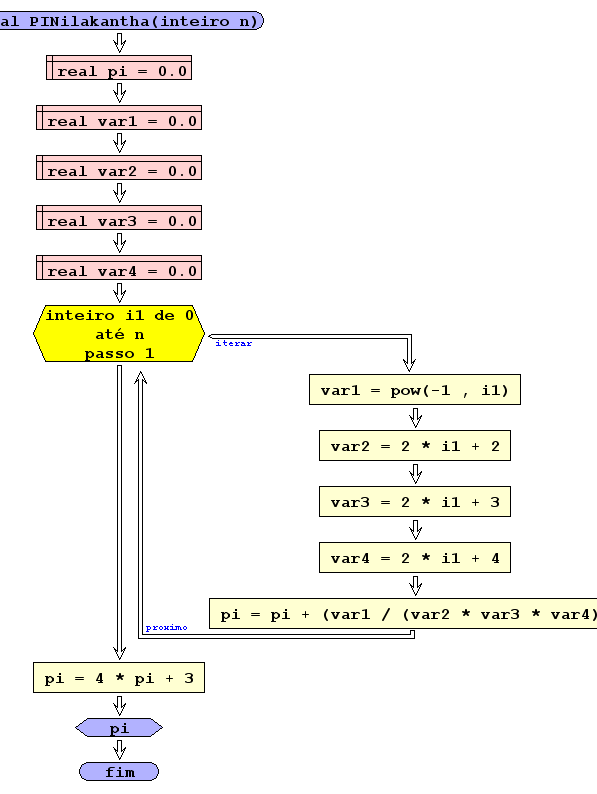 al PINilakantha(inteiro n)
real pi = 0.0
real var1 = 0.0
real var2 = 0.0
real var3 = 0.0
real var4 = 0.0
inteiro i1 de 0
até n
passo 1
iterar
var1 = pow(-1 , i1)
var2 = 2 * i1 + 2
var3 = 2 * i1 + 3
var4 = 2 * i1 + 4
pi = pi + (var1 / (var2 * var3 * var4)
proximo
pi = 4 * pi + 3
pi
fim